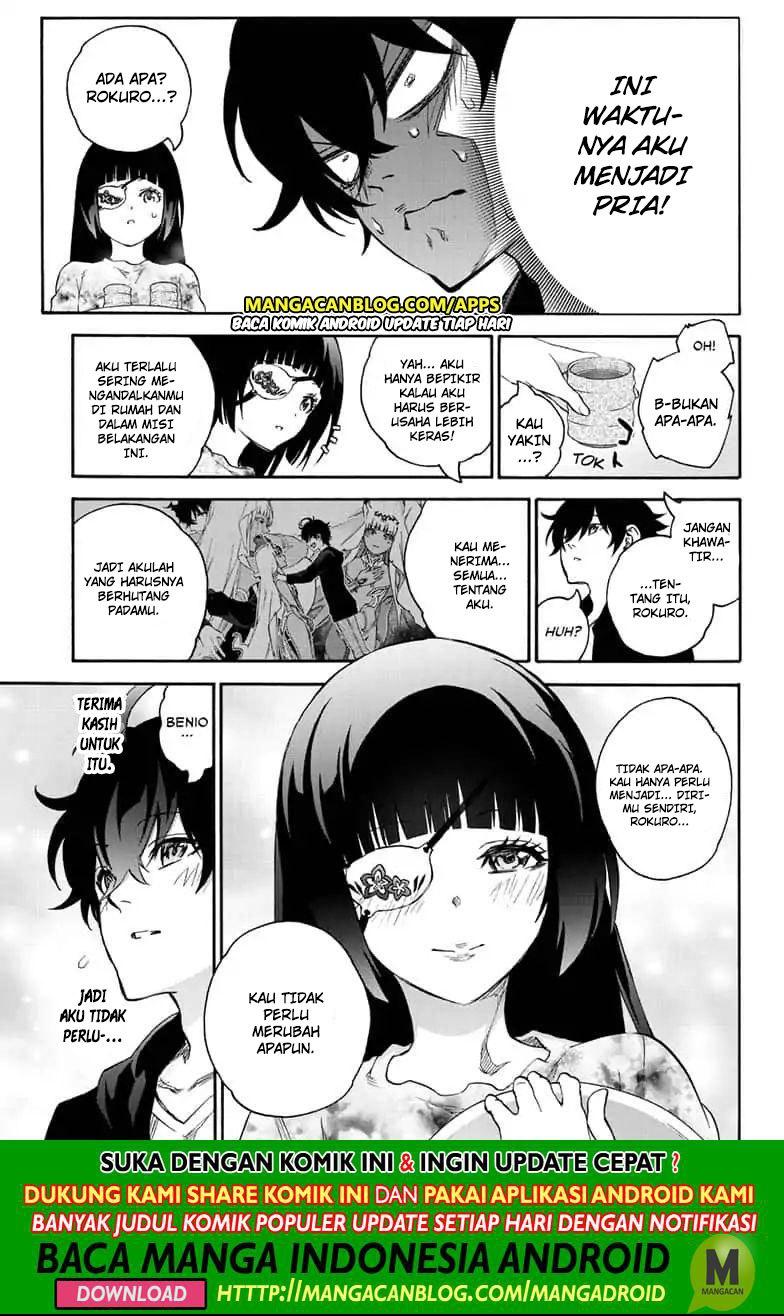 INI
WAKTU-
NYA AKU
MENJADI
PRIA!
ADA APA?
ROKURO...?
MANGACANBLOG.COM/APPS
BACA KOMIK ANDROID UPDATE TIAP HARI
OH!
B-BUKAN
APA-APA.
KAU
YAKIN
...?
TOK
YAH... AKU
HANYA BEPIKIR
KALAU AKU
HARUS BER-
USAHA LEBIH
KERAS!
AKU TERLALU
SERING ME-
NGANDALKANMU
DI RUMAH DAN
DALAM MISI
BELAKANGAN
INI.
JANGAN
KHAWA-
TIR...
...TEN-
TANG ITU,
ROKURO.
HUH?
KAU ME-
NERIMA...
SEMUA...
TENTANG
AKU.
JADI AKULAH
YANG HARUSNYA
BERHUTANG
PADAMU.
TIDAK APA-APA.
KAU HANYA PERLU
MENJADI... DIRI-
MU SENDIRI,
ROKURO...
KAU TIDAK
PERLU
MERUBAH
APAPUN.
BENIO
...
TERIMA
KASIH
UNTUK
ITU.
JADI
AKU TIDAK
PERLU-...
SUKA DENGAN KOMIK INI & INGIN UPDATE CEPAT ?
DUKUNG KAMI SHARE KOMIK INI DAN PAKAI APLIKASI ANDROID KAMI
BANYAK JUDUL KOMIK POPULER UPDATE SETIAP HARI DENGAN NOTIFIKASI
BACA MANGA INDONESIA ANDROID
DOWNLOAD
HTTTP://MANGACANBLOG.COM/MANGADROID
M
MANGACAN